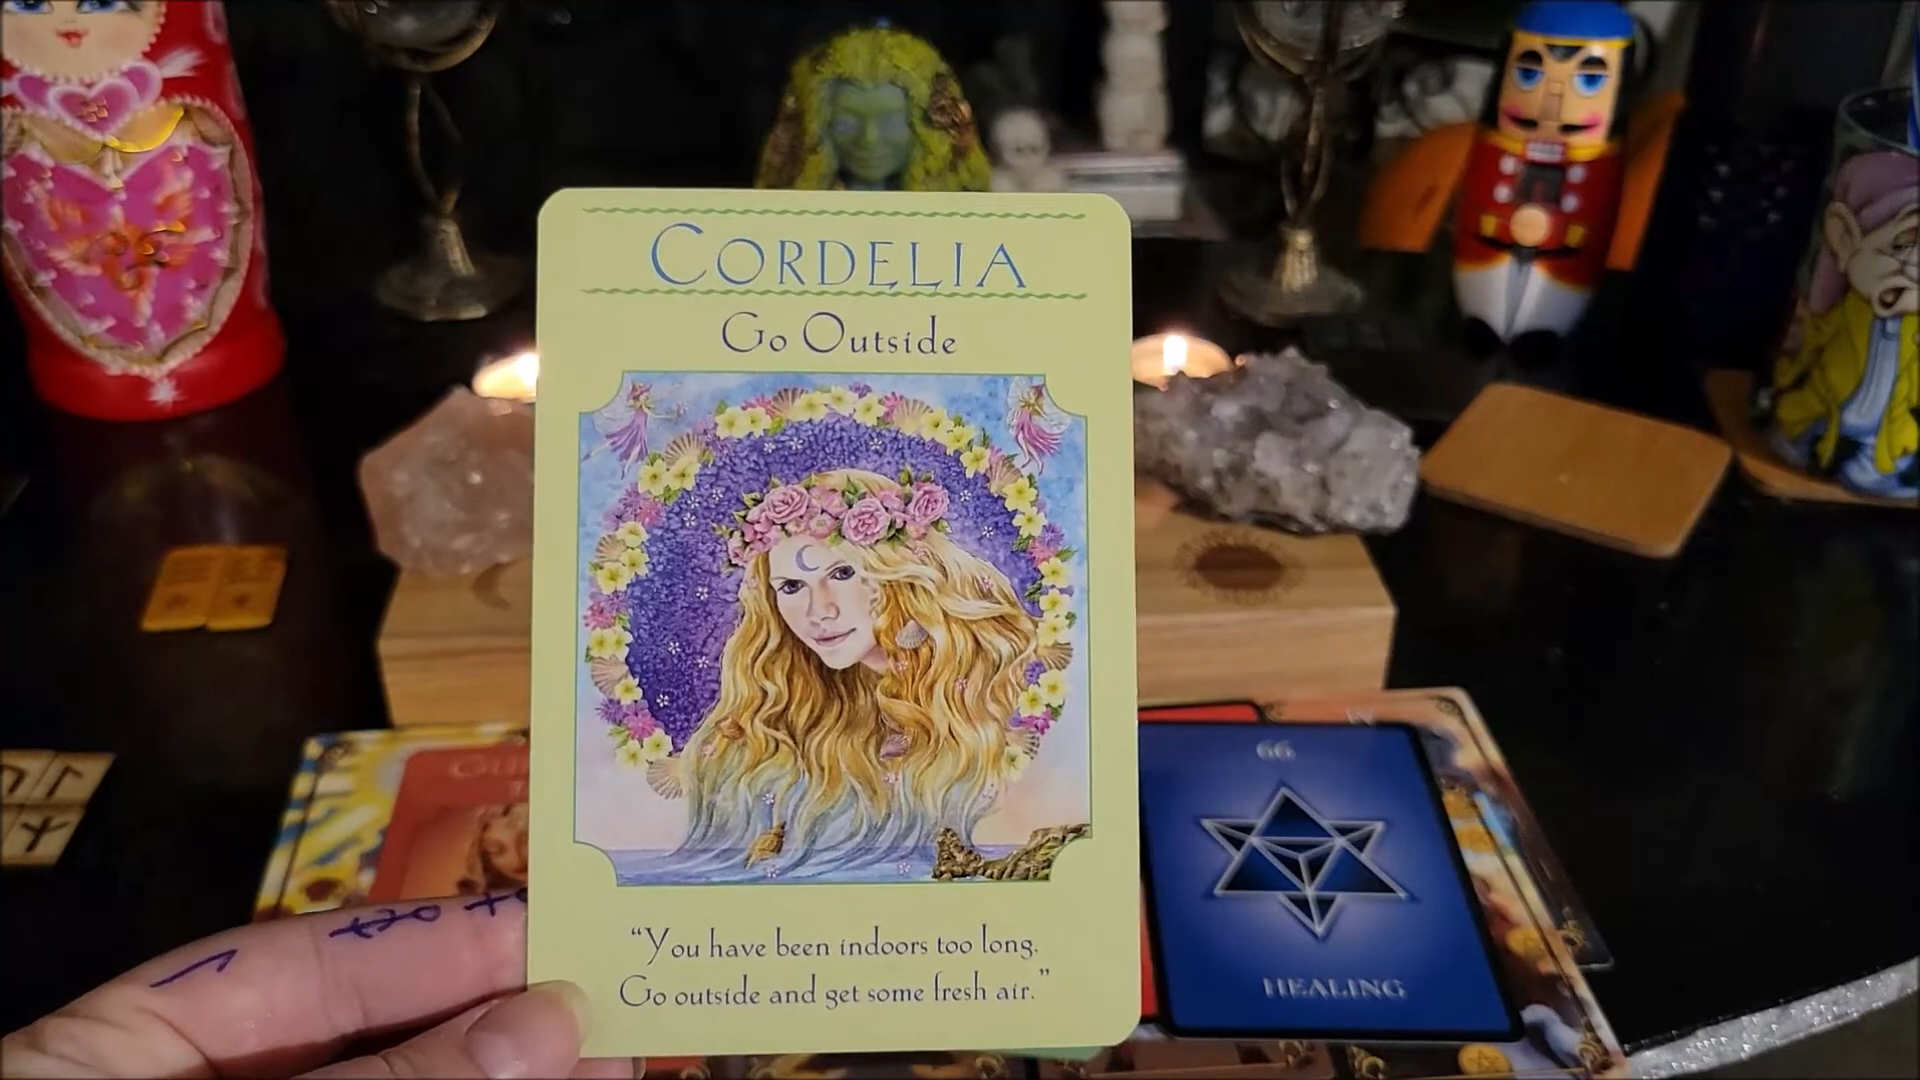 CORDELIA
Go Outside
"You have been indoors too long.
Go outside and get some fresh air."
66
HEALING